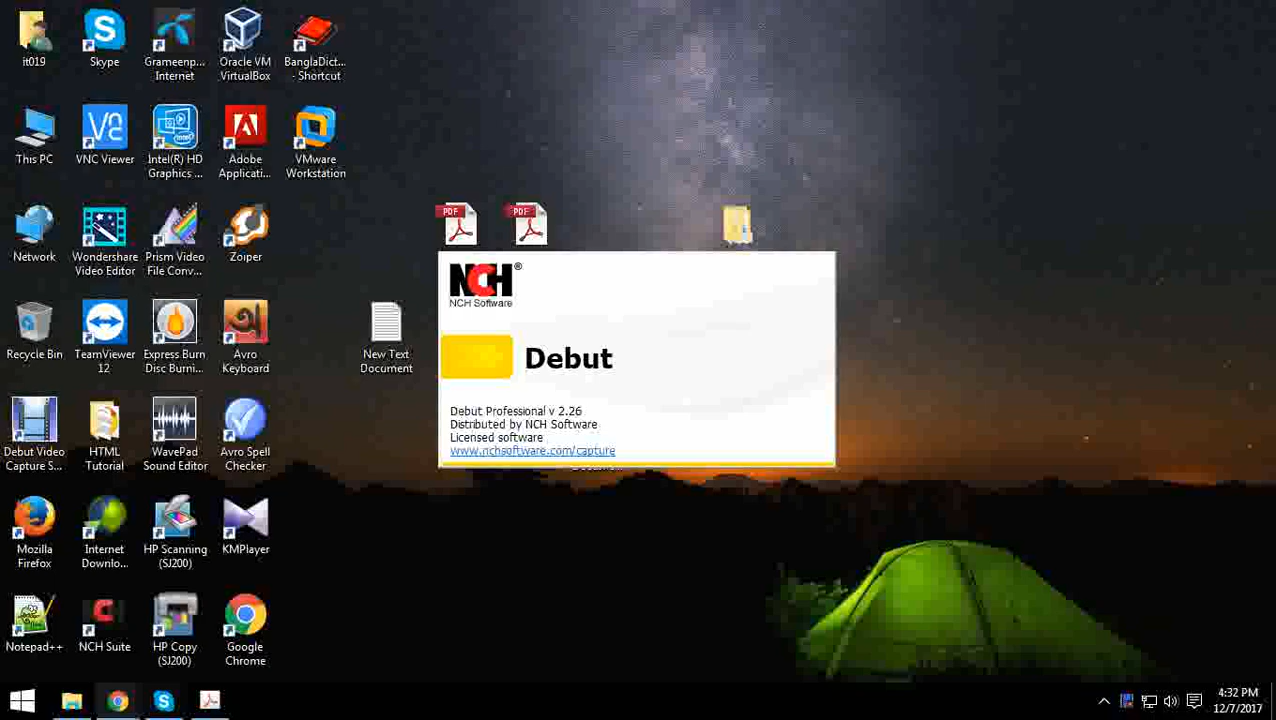 it019
Skype
Grameenp...
Internet
Oracle VM
VirtualBox
BanglaDict...
- Shortcut
This PC
VNC Viewer
Intel(R) HD
Graphics ...
Adobe
Applicati...
VMware
Workstation
PDF
PDF
Network
Wondershare
Video Editor
Prism Video
File Conv...
Zoiper
NCH®
NCH Software
Debut
Debut Professional v 2.26
Distributed by NCH Software
Licensed software
www.nchsoftware.com/capture
Recycle Bin
TeamViewer
12
Express Burn
Disc Burni...
Avro
Keyboard
New Text
Document
Debut Video
Capture S...
HTML
Tutorial
WavePad
Sound Editor
Avro Spell
Checker
Mozilla
Firefox
Internet
Downlo...
HP Scanning
(SJ200)
KMPlayer
Notepad++
NCH Suite
HP Copy
(SJ200)
Google
Chrome
4:32 PM
12/7/2017